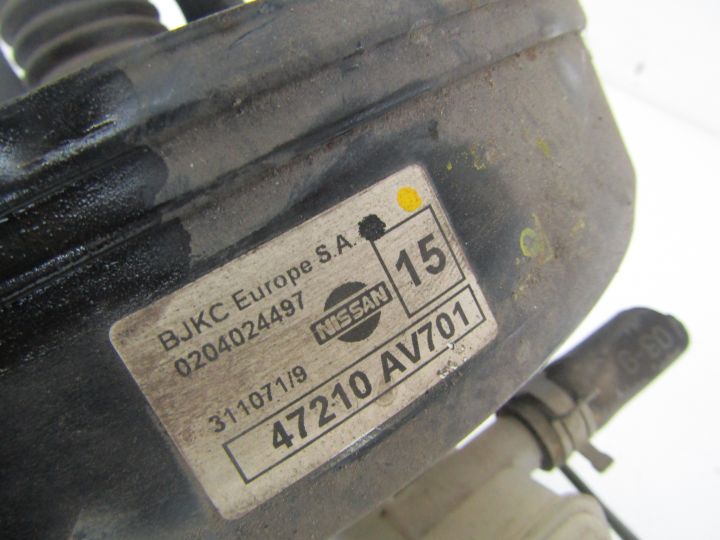 BJKC Europe S.A.
0204024497
15
NISSAN
311071/9
47210 AV701